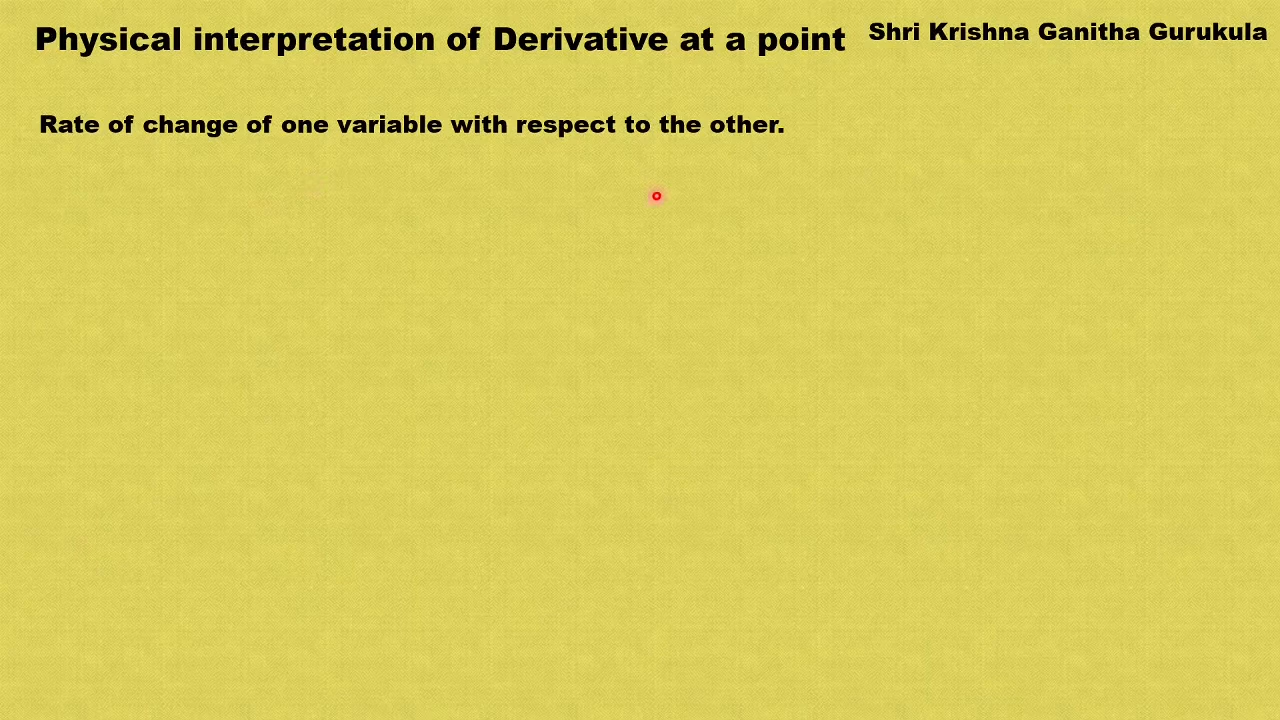 Physical interpretation of Derivative at a point
Shri Krishna Ganitha Gurukula
Rate of change of one variable with respect to the other.